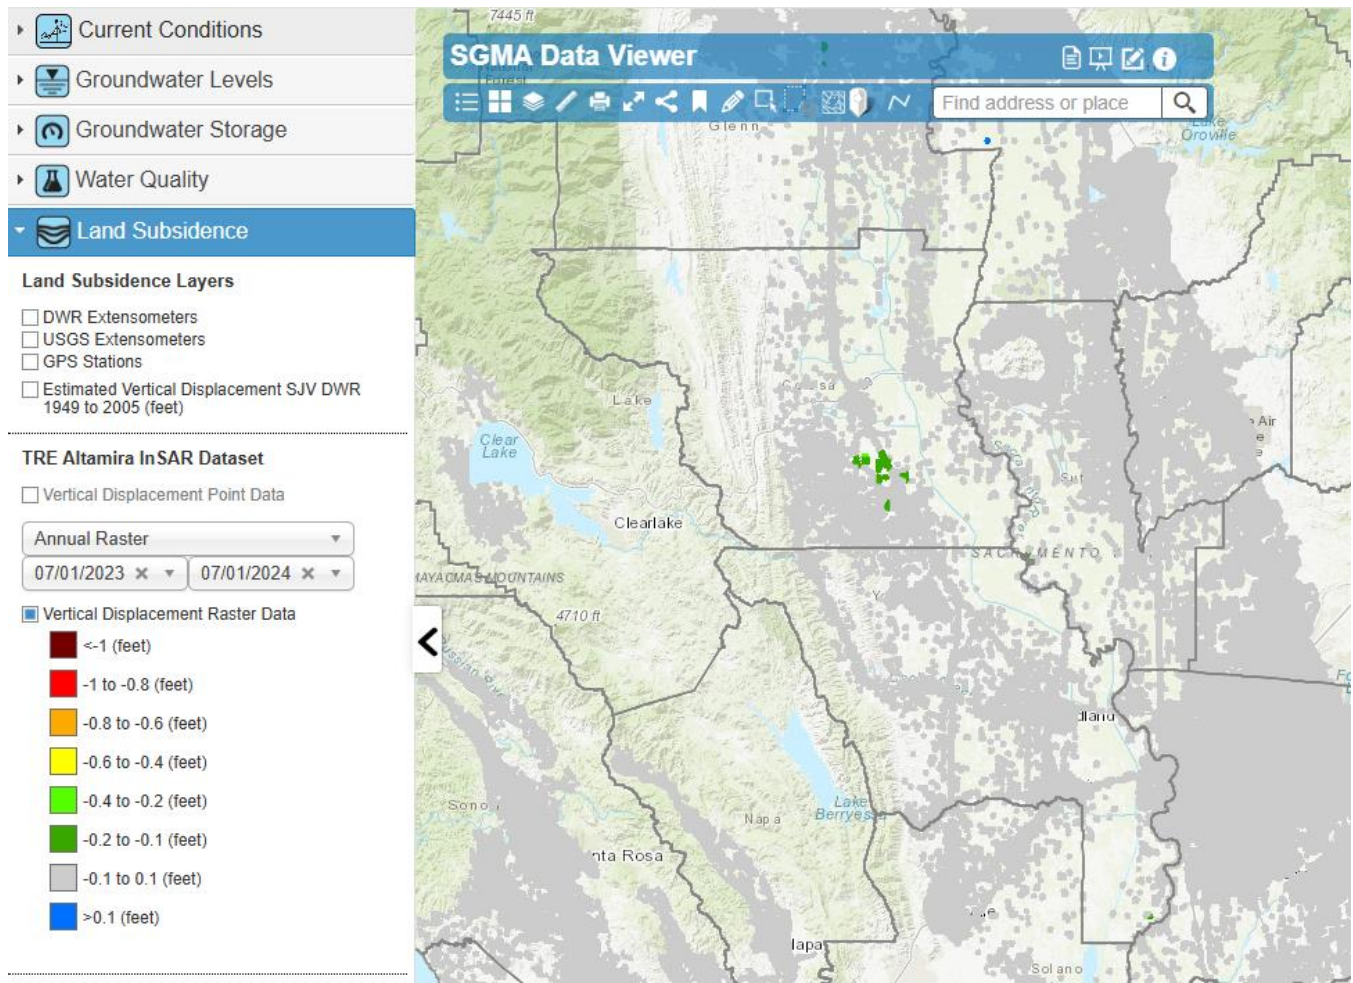 Current Conditions
Groundwater Levels
Groundwater Storage
Water Quality
Land Subsidence
Land Subsidence Layers
DWR Extensometers
USGS Extensometers
GPS Stations
Estimated Vertical Displacement SJV DWR
1949 to 2005 (feet)
TRE Altamira InSAR Dataset
Vertical Displacement Point Data
Annual Raster
07/01/2023
07/01/2024
Vertical Displacement Raster Data
<-1 (feet)
-1 to -0.8 (feet)
-0.8 to -0.6 (feet)
-0.6 to -0.4 (feet)
-0.4 to -0.2 (feet)
-0.2 to -0.1 (feet)
-0.1 to 0.1 (feet)
>0.1 (feet)
7445 ft
SGMA Data Viewer
Forest
Find address or place
Glenn
Lake
Oroville
Lake
Clear
Lake
Air
Clearlake
SACRAMENTO
MOUNTAINS
4710 ft
Lake
Berryessa
Napa
nta Rosa
dland
Solano